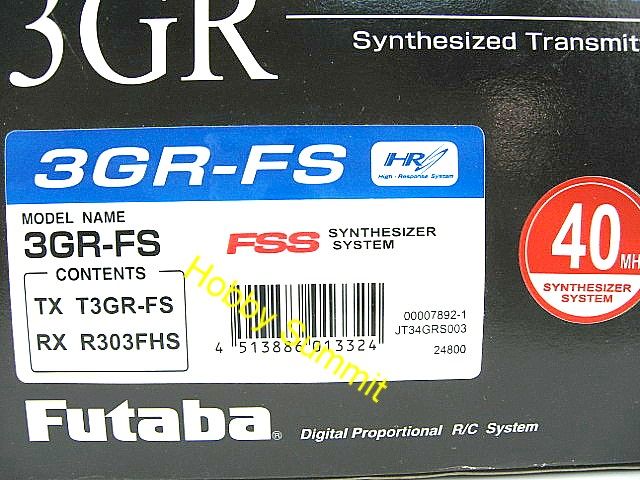 3GR
Synthesized Transmit
3GR-FS
HRS
High - Response System
MODEL NAME
3GR-FS
FSS SYNTHESIZER SYSTEM
CONTENTS
TX T3GR-FS
RX R303FHS
4 513886 013324
00007892-1
JT34GRS003
24800
40 MH
SYNTHESIZER
SYSTEM
Hobby Summit
Futaba®
Digital Proportional R/C System